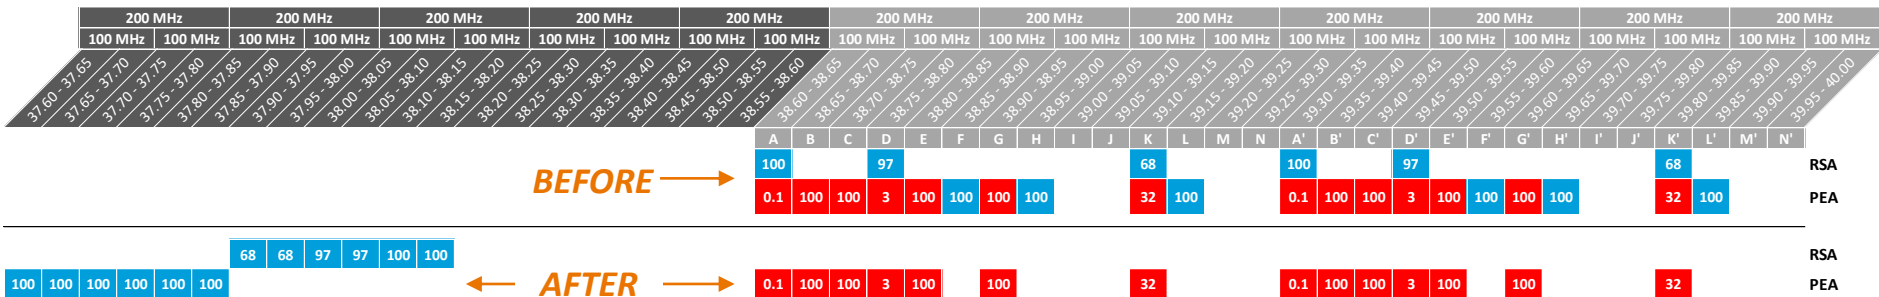 200 MHz 200 MHz 200 MHz 200 MHz 200 MHz 200 MHz 200 MHz 200 MHz 200 MHz 200 MHz 200 MHz 200 MHz
100 MHz 100 MHz 100 MHz 100 MHz 100 MHz 100 MHz 100 MHz 100 MHz 100 MHz 100 MHz 100 MHz 100 MHz 100 MHz 100 MHz 100 MHz 100 MHz 100 MHz 100 MHz 100 MHz 100 MHz 100 MHz 100 MHz 100 MHz 100 MHz
37.60 - 37.65
37.65 - 37.70
37.70 - 37.75
37.75 - 37.80
37.80 - 37.85
37.85 - 37.90
37.90 - 37.95
37.95 - 38.00
38.00 - 38.05
38.05 - 38.10
38.10 - 38.15
38.15 - 38.20
38.20 - 38.25
38.25 - 38.30
38.30 - 38.35
38.35 - 38.40
38.40 - 38.45
38.45 - 38.50
38.50 - 38.55
38.55 - 38.60
38.60 - 38.65
38.65 - 38.70
38.70 - 38.75
38.75 - 38.80
38.80 - 38.85
38.85 - 38.90
38.90 - 38.95
38.95 - 39.00
39.00 - 39.05
39.05 - 39.10
39.10 - 39.15
39.15 - 39.20
39.20 - 39.25
39.25 - 39.30
39.30 - 39.35
39.35 - 39.40
39.40 - 39.45
39.45 - 39.50
39.50 - 39.55
39.55 - 39.60
39.60 - 39.65
39.65 - 39.70
39.70 - 39.75
39.75 - 39.80
39.80 - 39.85
39.85 - 39.90
39.90 - 39.95
39.95 - 40.00
A B C D E F G H I J K L M N A' B' C' D' E' F' G' H' I' J' K' L' M' N'
100 97 68 100 97 68 RSA
BEFORE
0.1 100 100 3 100 100 100 100 32 100 0.1 100 100 3 100 100 100 100 32 100 PEA
68 68 97 97 100 100 RSA
100 100 100 100 100 100 AFTER 0.1 100 100 3 100 100 32 0.1 100 100 3 100 100 32 PEA